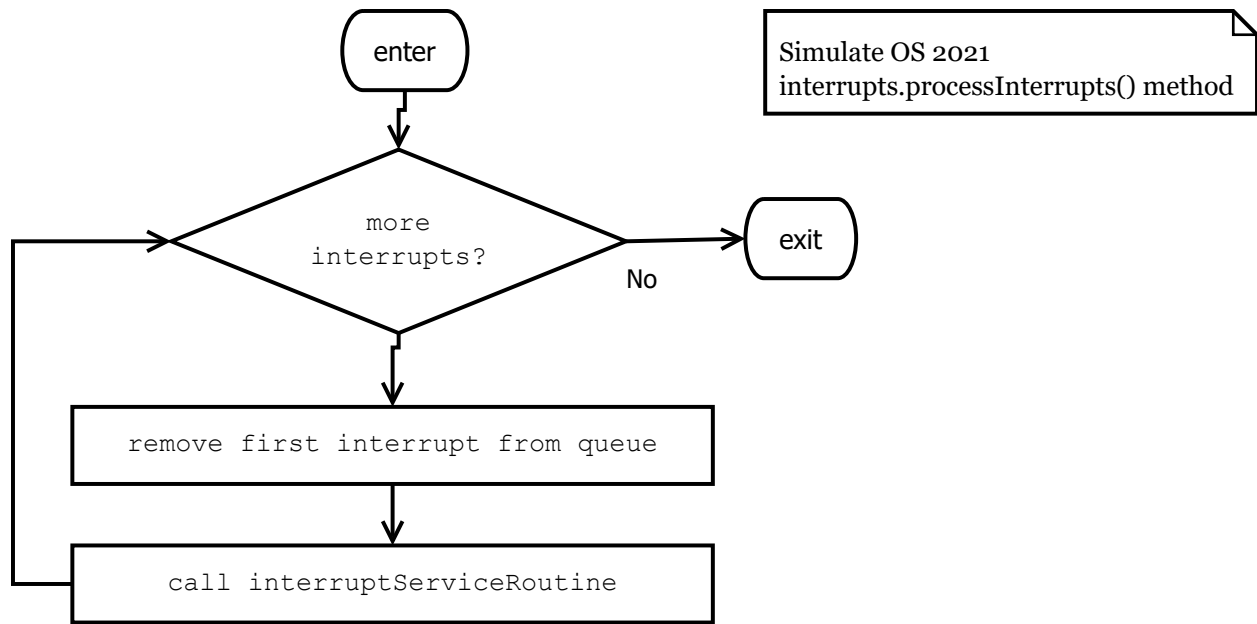 enter
Simulate OS 2021
interrupts.processInterrupts() method
more
interrupts?
exit
No
remove first interrupt from queue
call interruptServiceRoutine